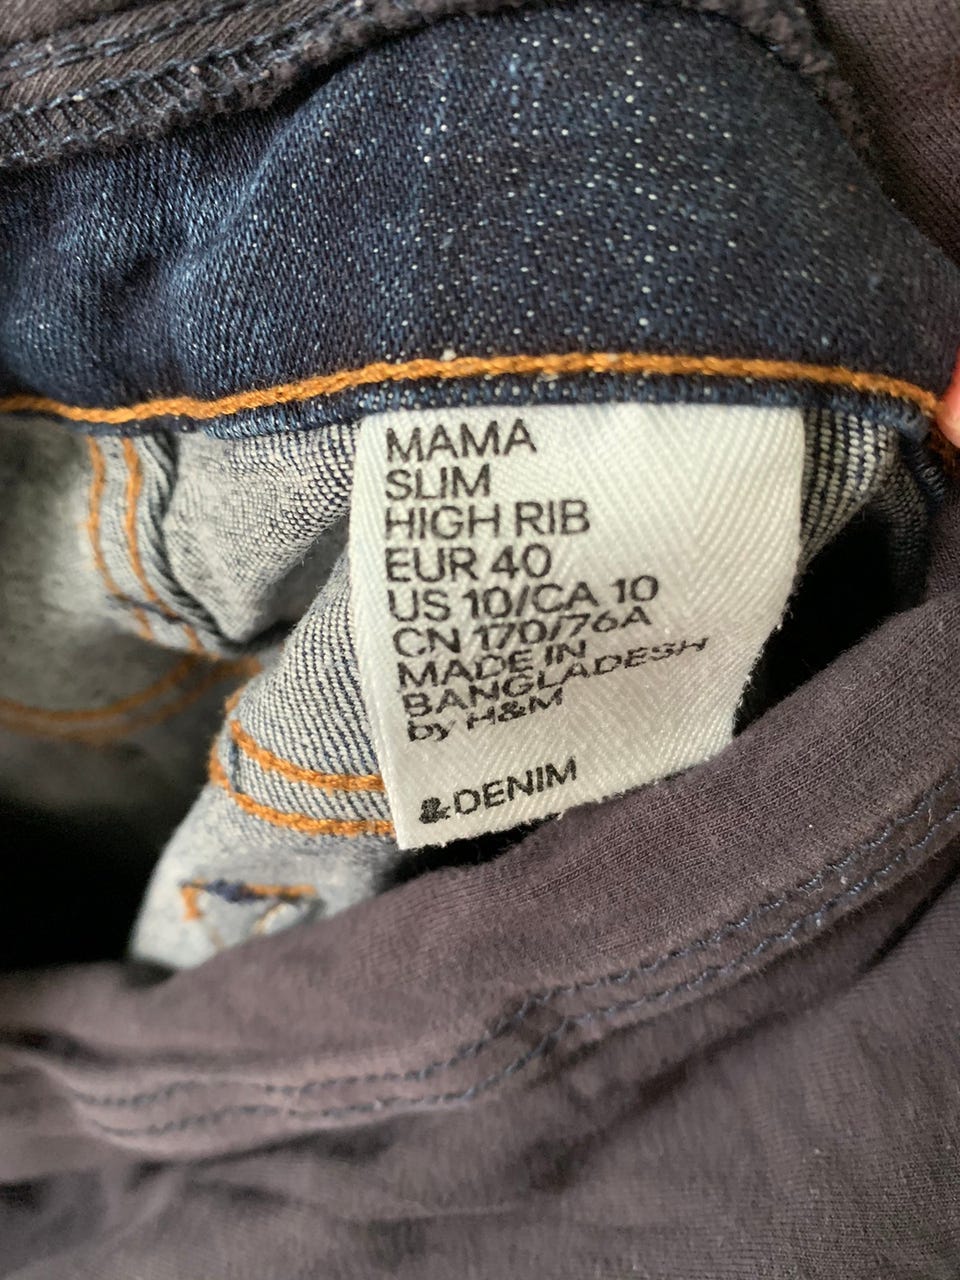 MAMA
SLIM
HIGH RIB
EUR 40
US 10/CA 10
CN 170/76A
MADE IN
BANGLADESH
by H&M
&DENIM